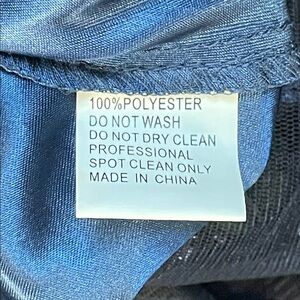 100%POLYESTER
DO NOT WASH
DO NOT DRY CLEAN
PROFESSIONAL
SPOT CLEAN ONLY
MADE IN CHINA